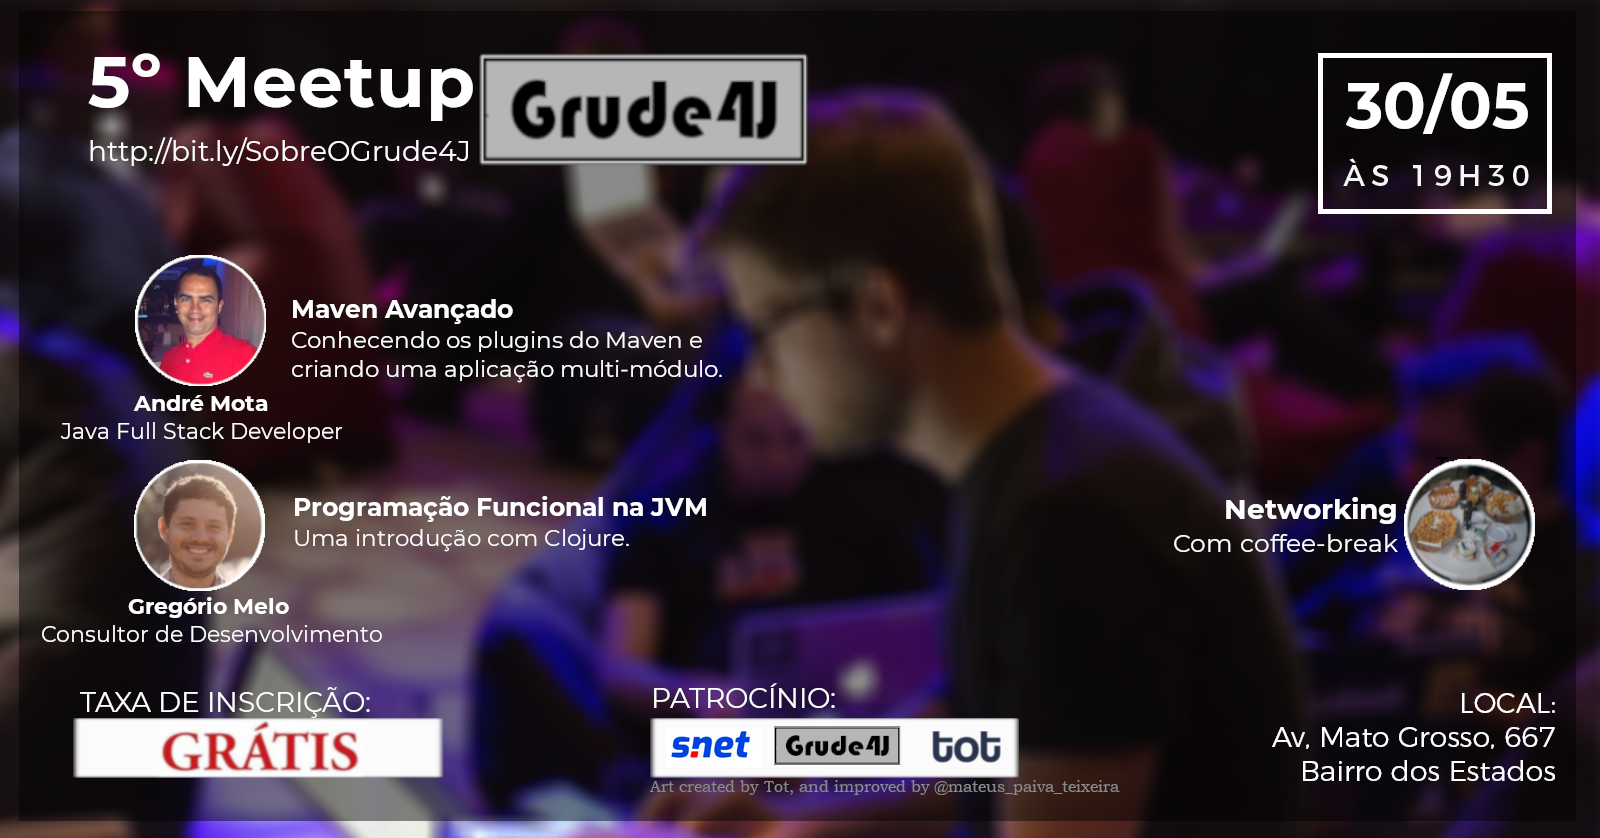 5º Meetup
Grude4J
http://bit.ly/SobreOGrude4J
30/05
ÀS 19H30
Maven Avançado
Conhecendo os plugins do Maven e
criando uma aplicação multi-módulo.
André Mota
Java Full Stack Developer
Programação Funcional na JVM
Uma introdução com Clojure.
Gregório Melo
Consultor de Desenvolvimento
Networking
Com coffee-break
TAXA DE INSCRIÇÃO:
GRÁTIS
PATROCÍNIO:
s.net Grude4J tot
Art created by Tot, and improved by @mateus_paiva_teixeira
LOCAL:
Av, Mato Grosso, 667
Bairro dos Estados